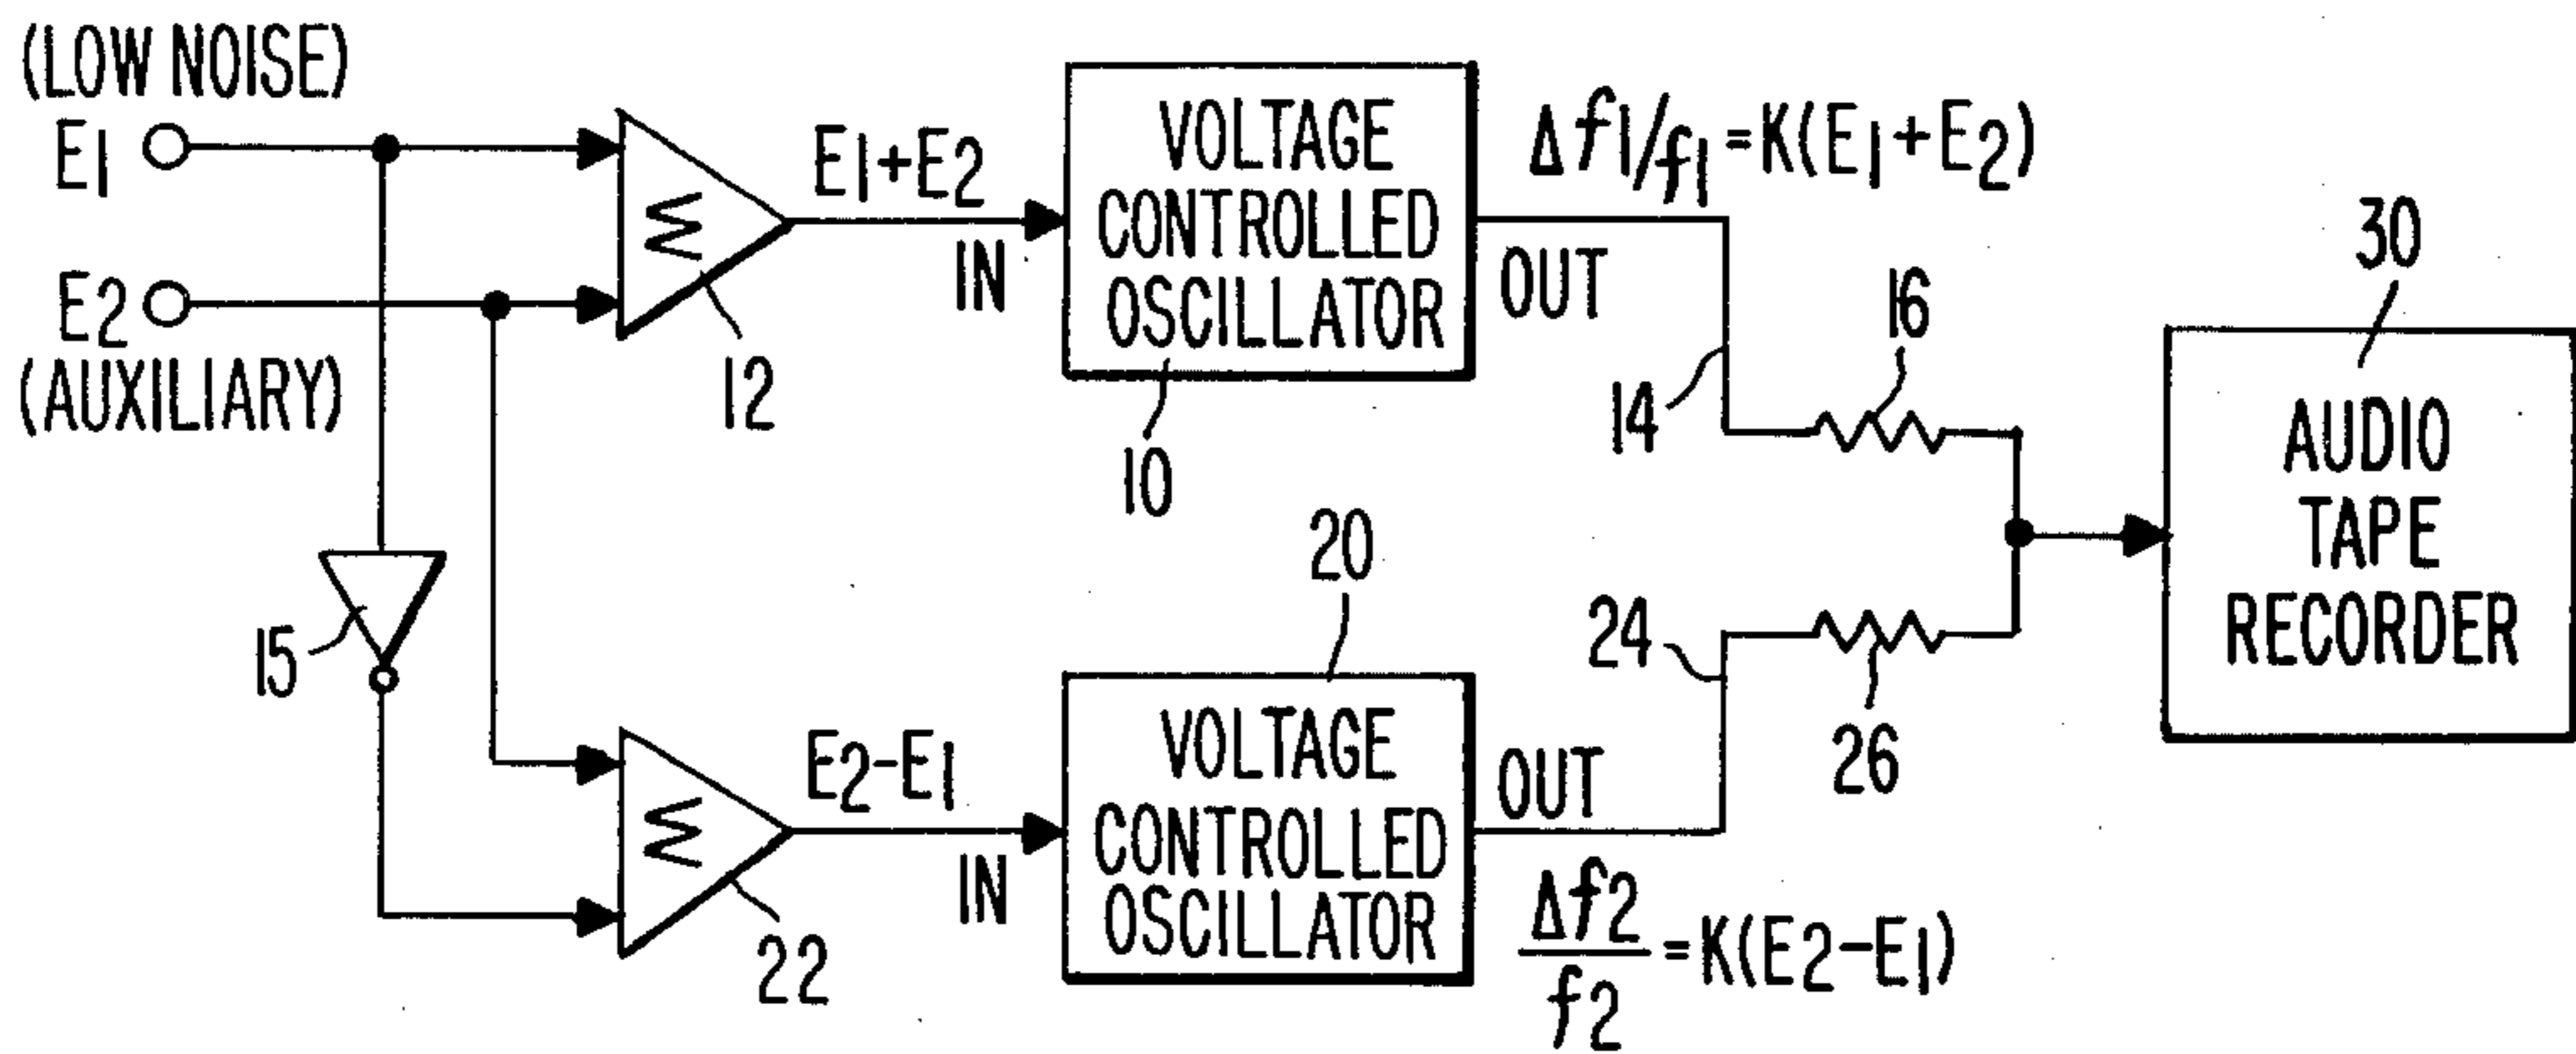 (LOW NOISE)
E1
E2
(AUXILIARY)
15
Σ
12
E1+E2
IN
VOLTAGE
CONTROLLED
OSCILLATOR
10
Δf1/f1=K(E1+E2)
OUT
14
16
30
AUDIO
TAPE
RECORDER
Σ
22
E2-E1
IN
20
VOLTAGE
CONTROLLED
OSCILLATOR
OUT
24
26
Δf2
f2
=K(E2-E1)